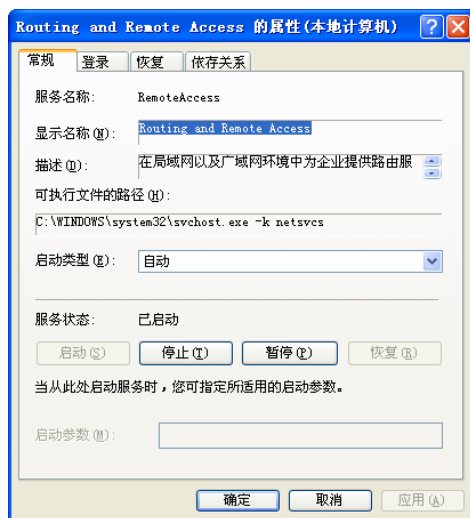 Routing and Remote Access 的属性(本地计算机)
常规 登录 恢复 依存关系
服务名称: RemoteAccess
显示名称(N): Routing and Remote Access
描述(D): 在局域网以及广域网环境中为企业提供路由服
可执行文件的路径(H):
C:\WINDOWS\system32\svchost.exe -k netsvcs
启动类型(E): 自动
服务状态: 已启动
启动(S) 停止(T) 暂停(P) 恢复(R)
当从此处启动服务时，您可指定所适用的启动参数。
启动参数(M):
确定 取消 应用(A)